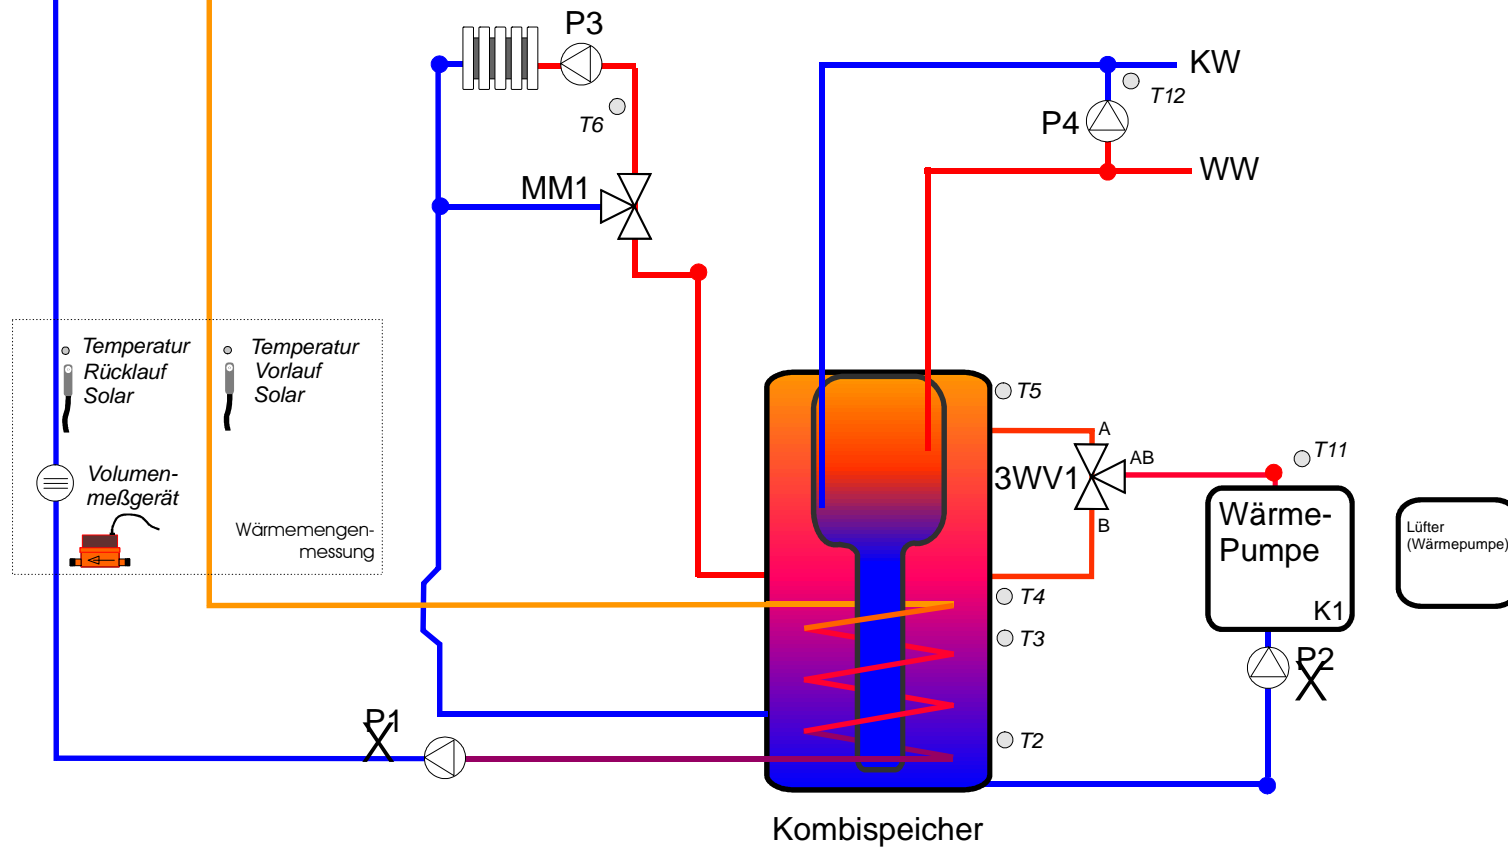 P3
KW
T12
P4
T6
WW
MM1
Temperatur
Rücklauf
Solar
Temperatur
Vorlauf
Solar
T5
A
AB
T11
3WV1
Volumen-
meßgerät
Wärme-
Pumpe
K1
Lüfter
(Wärmepumpe)
B
Wärmemengen-
messung
T4
T3
P2
X
P1
X
T2
Kombispeicher